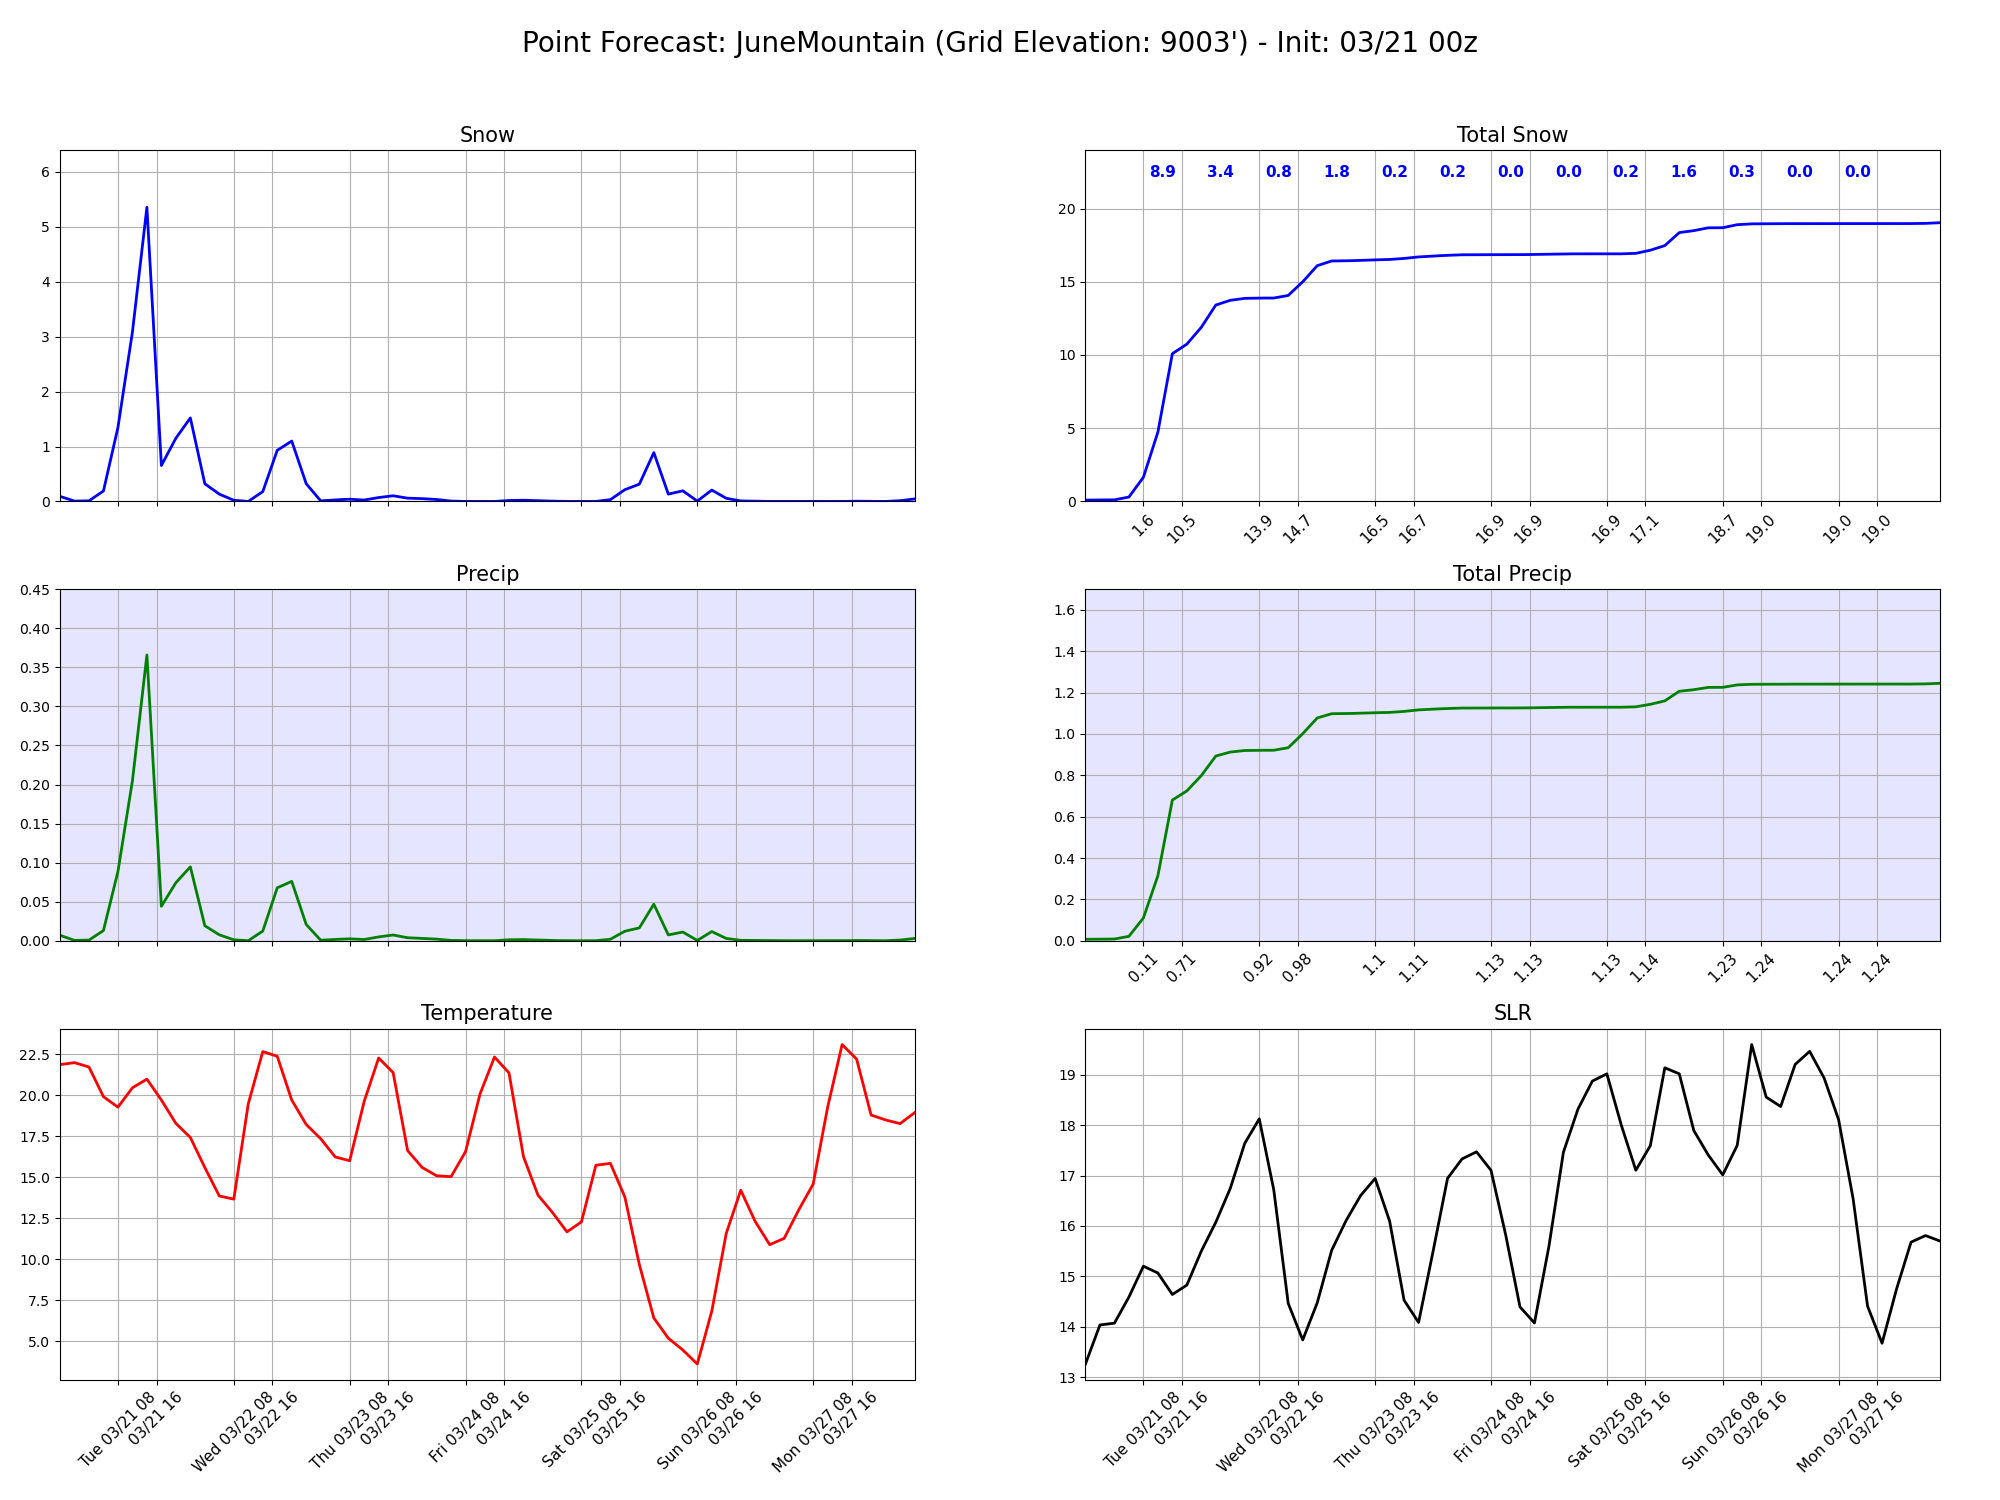 Point Forecast: JuneMountain (Grid Elevation: 9003') - Init: 03/21 00z
Snow
6
5
4
3
2
1
0
Total Snow
8.9 3.4 0.8 1.8 0.2 0.2 0.0 0.0 0.2 1.6 0.3 0.0 0.0
20
15
10
5
0
1.6 10.5 13.9 14.7 16.5 16.7 16.9 16.9 16.9 17.1 18.7 19.0 19.0 19.0
Precip
0.45
0.40
0.35
0.30
0.25
0.20
0.15
0.10
0.05
0.00
Total Precip
1.6
1.4
1.2
1.0
0.8
0.6
0.4
0.2
0.0
0.11 0.71 0.92 0.98 1.1 1.11 1.13 1.13 1.13 1.14 1.23 1.24 1.24 1.24
Temperature
22.5
20.0
17.5
15.0
12.5
10.0
7.5
5.0
Tue 03/21 08
03/21 16
Wed 03/22 08
03/22 16
Thu 03/23 08
03/23 16
Fri 03/24 08
03/24 16
Sat 03/25 08
03/25 16
Sun 03/26 08
03/26 16
Mon 03/27 08
03/27 16
SLR
19
18
17
16
15
14
13
Tue 03/21 08
03/21 16
Wed 03/22 08
03/22 16
Thu 03/23 08
03/23 16
Fri 03/24 08
03/24 16
Sat 03/25 08
03/25 16
Sun 03/26 08
03/26 16
Mon 03/27 08
03/27 16